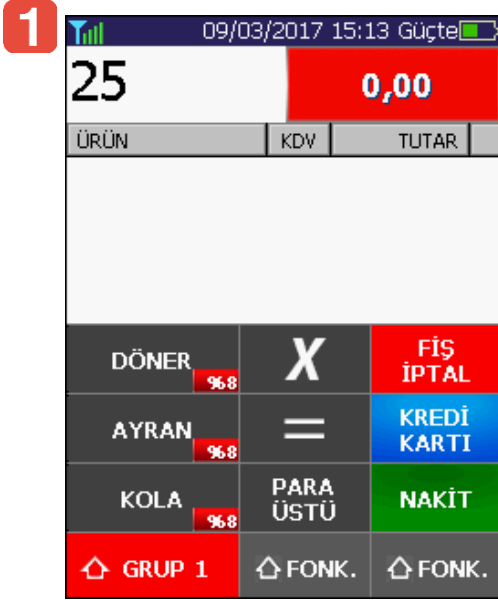 1
09/03/2017 15:13 Güçte
25
0,00
ÜRÜN KDV TUTAR
DÖNER %8 X FİŞ İPTAL
AYRAN %8 = KREDİ KARTI
KOLA %8 PARA ÜSTÜ NAKİT
GRUP 1 FONK. FONK.